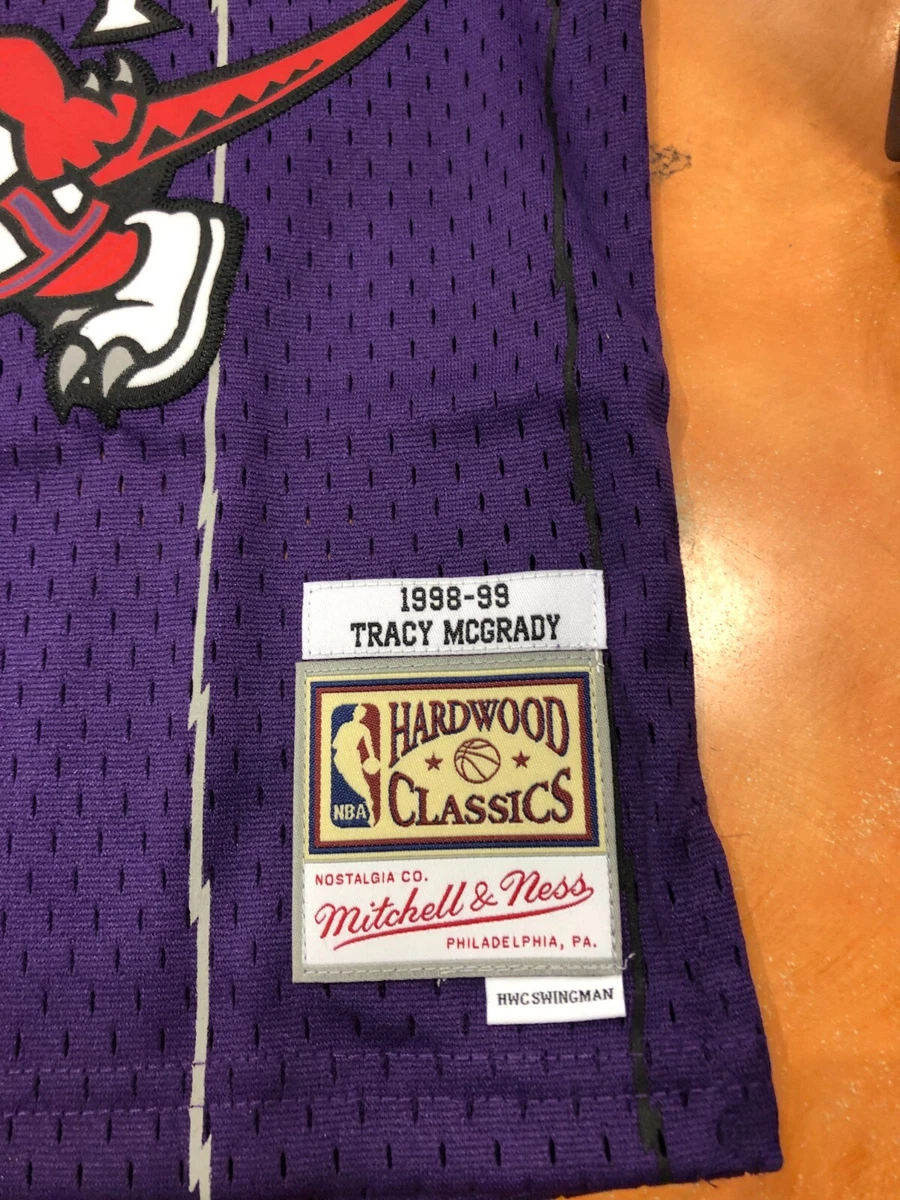 1998-99
TRACY MCGRADY
HARDWOOD
CLASSICS
NBA
NOSTALGIA CO.
Mitchell & Ness
PHILADELPHIA, PA.
HWC SWINGMAN